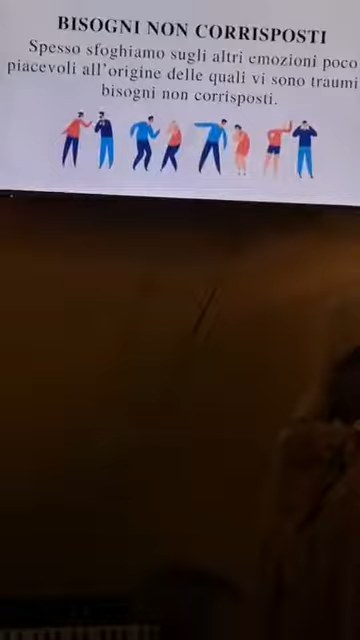 BISOGNI NON CORRISPOSTI
Spesso sfoghiamo sugli altri emozioni poco
piacevoli all'origine delle quali vi sono traumi
bisogni non corrisposti.